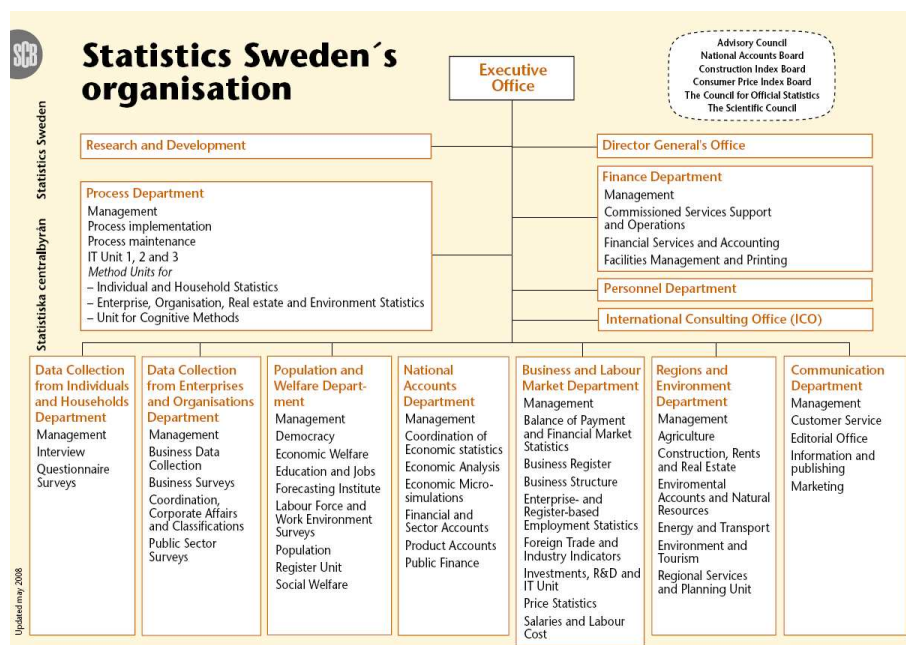 SCB
Statistics Sweden´s
organisation
Executive
Office
Advisory Council
National Accounts Board
Construction Index Board
Consumer Price Index Board
The Council for Official Statistics
The Scientific Council
Statistiska centralbyrån Statistics Sweden
Research and Development
Director General's Office
Process Department
Management
Process implementation
Process maintenance
IT Unit 1, 2 and 3
Method Units for
– Individual and Household Statistics
– Enterprise, Organisation, Real estate and Environment Statistics
– Unit for Cognitive Methods
Finance Department
Management
Commissioned Services Support
and Operations
Financial Services and Accounting
Facilities Management and Printing
Personnel Department
International Consulting Office (ICO)
Data Collection
from Individuals
and Households
Department
Management
Interview
Questionnaire
Surveys
Data Collection
from Enterprises
and Organisations
Department
Management
Business Data
Collection
Business Surveys
Coordination,
Corporate Affairs
and Classifications
Public Sector
Surveys
Population and
Welfare Depart-
ment
Management
Democracy
Economic Welfare
Education and Jobs
Forecasting Institute
Labour Force and
Work Environment
Surveys
Population
Register Unit
Social Welfare
National
Accounts
Department
Management
Coordination of
Economic statistics
Economic Analysis
Economic Micro-
simulations
Financial and
Sector Accounts
Product Accounts
Public Finance
Business and Labour
Market Department
Management
Balance of Payment
and Financial Market
Statistics
Business Register
Business Structure
Enterprise- and
Register-based
Employment Statistics
Foreign Trade and
Industry Indicators
Investments, R&D and
IT Unit
Price Statistics
Salaries and Labour
Cost
Regions and
Environment
Department
Management
Agriculture
Construction, Rents
and Real Estate
Enviromental
Accounts and Natural
Resources
Energy and Transport
Environment and
Tourism
Regional Services
and Planning Unit
Communication
Department
Management
Customer Service
Editorial Office
Information and
publishing
Marketing
Updated may 2008